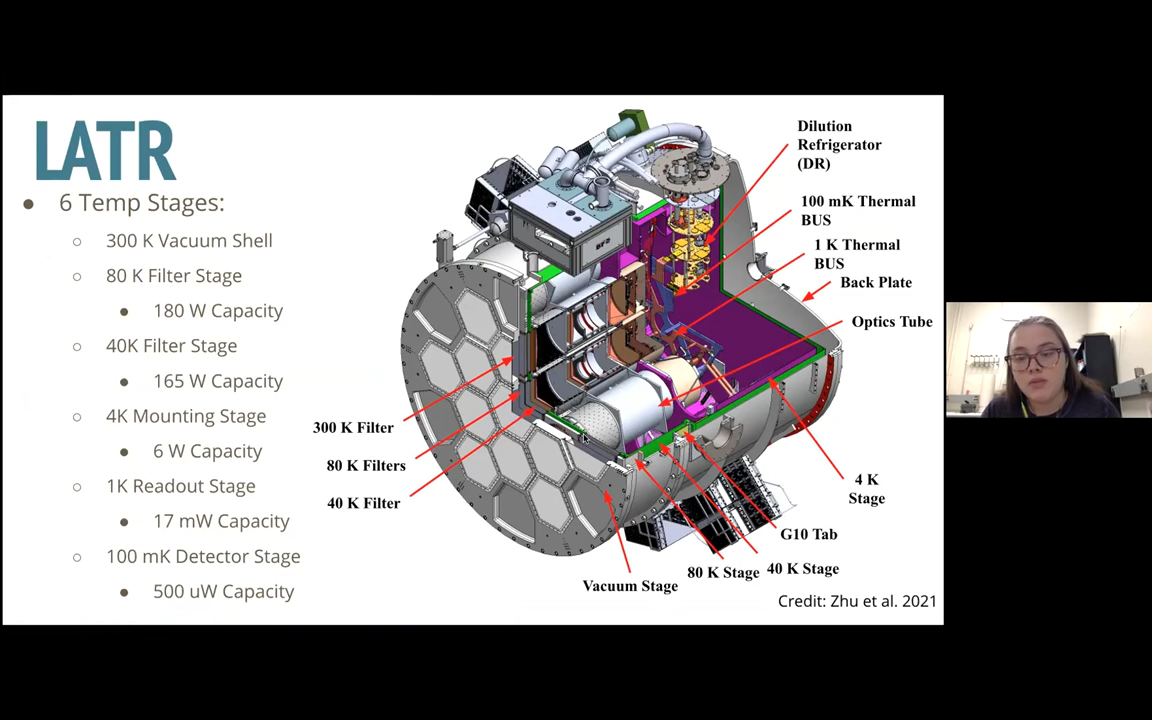 LATR
● 6 Temp Stages:
○ 300 K Vacuum Shell
○ 80 K Filter Stage
● 180 W Capacity
○ 40K Filter Stage
● 165 W Capacity
○ 4K Mounting Stage
● 6 W Capacity
○ 1K Readout Stage
● 17 mW Capacity
○ 100 mK Detector Stage
● 500 uW Capacity
Dilution
Refrigerator
(DR)
100 mK Thermal
BUS
1 K Thermal
BUS
Back Plate
Optics Tube
300 K Filter
80 K Filters
40 K Filter
4 K
Stage
G10 Tab
80 K Stage
40 K Stage
Vacuum Stage
Credit: Zhu et al. 2021